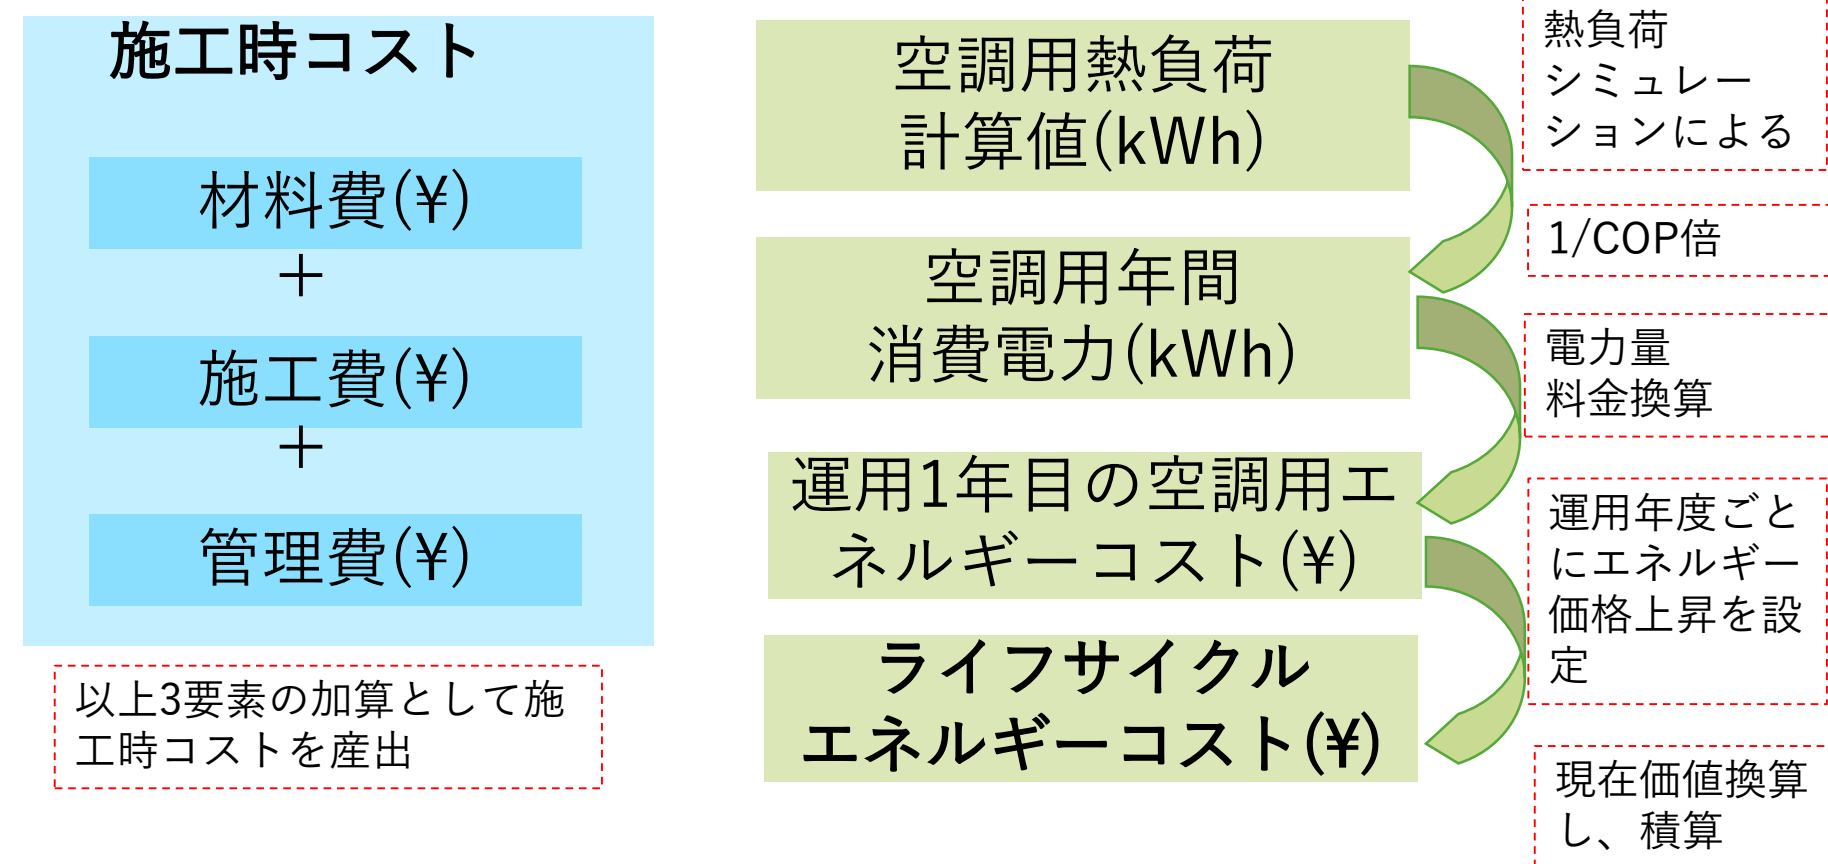 施工時コスト
材料費(¥)
＋
施工費(¥)
＋
管理費(¥)
以上3要素の加算として施
工時コストを産出
空調用熱負荷
計算値(kWh)
空調用年間
消費電力(kWh)
運用1年目の空調用エ
ネルギーコスト(¥)
ライフサイクル
エネルギーコスト(¥)
熱負荷
シミュレー
ションによる
1/COP倍
電力量
料金換算
運用年度ごと
にエネルギー
価格上昇を設
定
現在価値換算
し、積算